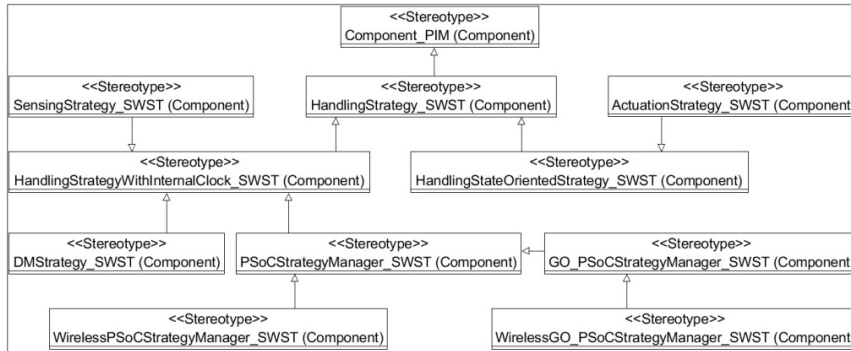 <<Stereotype>>
Component_PIM (Component)
<<Stereotype>>
SensingStrategy_SWST (Component)
<<Stereotype>>
HandlingStrategy_SWST (Component)
<<Stereotype>>
ActuationStrategy_SWST (Component)
<<Stereotype>>
HandlingStrategyWithInternalClock_SWST (Component)
<<Stereotype>>
HandlingStateOrientedStrategy_SWST (Component)
<<Stereotype>>
DMStrategy_SWST (Component)
<<Stereotype>>
PSoCStrategyManager_SWST (Component)
<<Stereotype>>
GO_PSoCStrategyManager_SWST (Component)
<<Stereotype>>
WirelessPSoCStrategyManager_SWST (Component)
<<Stereotype>>
WirelessGO_PSoCStrategyManager_SWST (Component)